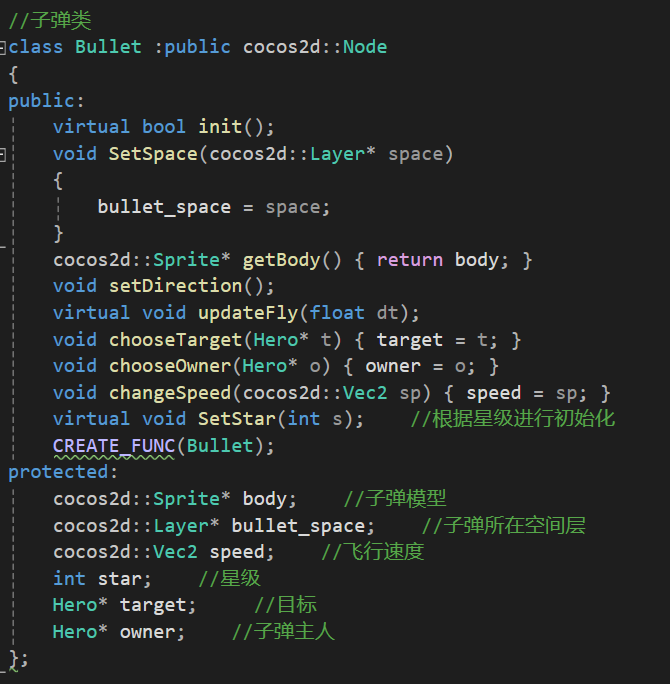 //子弹类
class Bullet :public cocos2d::Node
{
public:
    virtual bool init();
    void SetSpace(cocos2d::Layer* space)
    {
        bullet_space = space;
    }
    cocos2d::Sprite* getBody() { return body; }
    void setDirection();
    virtual void updateFly(float dt);
    void chooseTarget(Hero* t) { target = t; }
    void chooseOwner(Hero* o) { owner = o; }
    void changeSpeed(cocos2d::Vec2 sp) { speed = sp; }
    virtual void SetStar(int s);    //根据星级进行初始化
    CREATE_FUNC(Bullet);
protected:
    cocos2d::Sprite* body;    //子弹模型
    cocos2d::Layer* bullet_space;    //子弹所在空间层
    cocos2d::Vec2 speed;    //飞行速度
    int star;    //星级
    Hero* target;     //目标
    Hero* owner;    //子弹主人
};